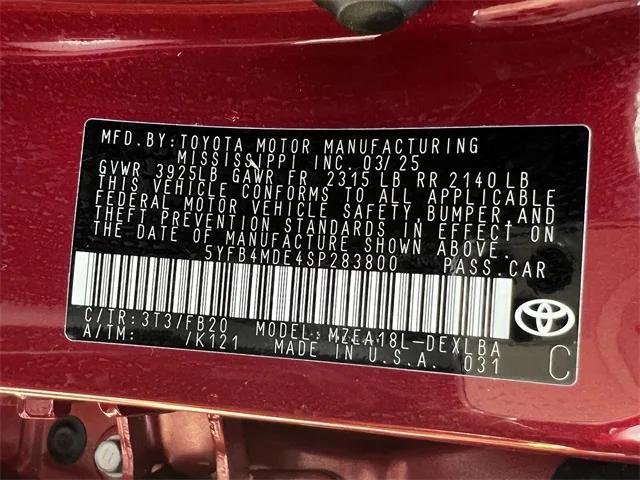 MFD. BY: TOYOTA MOTOR MANUFACTURING
MISSISSIPPI INC. 03/25
GVWR 3925LB GAWR FR 2315 LB RR 2140 LB
THIS VEHICLE CONFORMS TO ALL APPLICABLE
FEDERAL MOTOR VEHICLE SAFETY, BUMPER, AND
THEFT PREVENTION STANDARDS IN EFFECT ON
THE DATE OF MANUFACTURE SHOWN ABOVE.
5YFB4MDE4SP283800 PASS. CAR
C/TR: 3T3/FB20 MODEL: MZEA18L-DEXLBA
A/TM: /K121 MADE IN U.S.A. 031
C